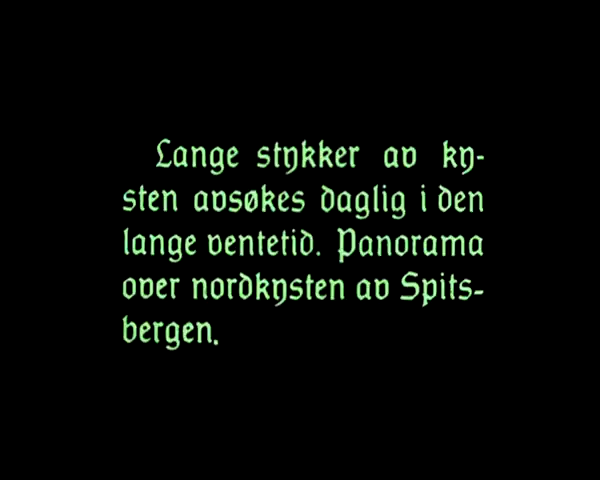 Lange stykker av ky-
sten avsøkes daglig i den
lange ventetid. Panorama
over nordkysten av Spits-
bergen.